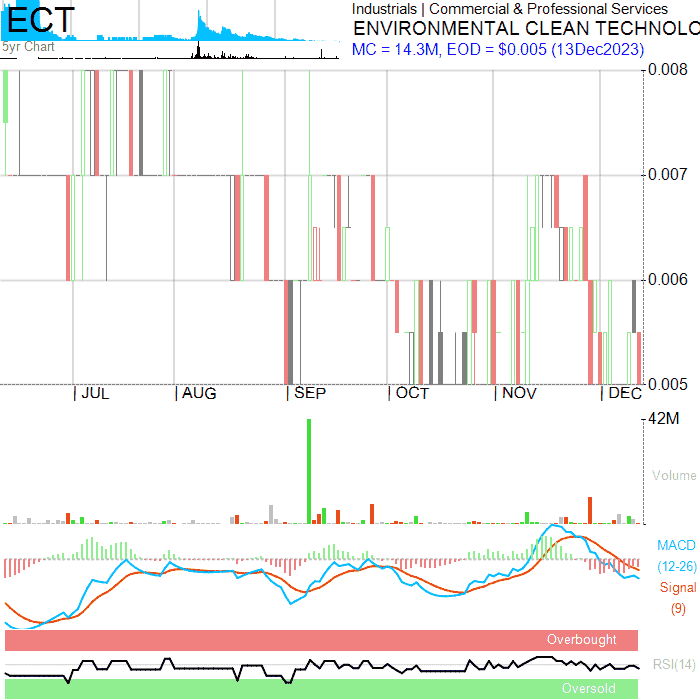 ECT
5yr Chart
Industrials | Commercial & Professional Services
ENVIRONMENTAL CLEAN TECHNOLO
MC = 14.3M, EOD = $0.005 (13Dec2023)
0.008
0.007
0.006
0.005
JUL
AUG
SEP
OCT
NOV
DEC
42M
Volume
MACD
(12-26)
Signal
(9)
Overbought
RSI(14)
Oversold